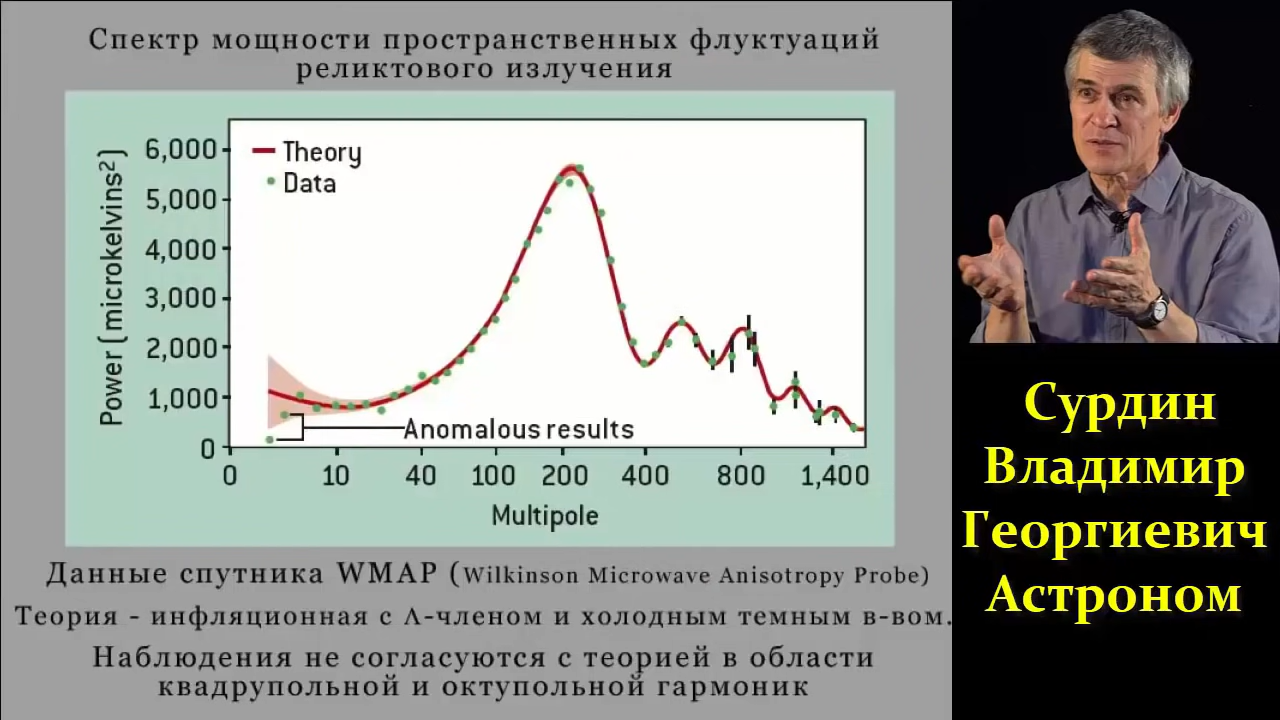 Спектр мощности пространственных флуктуаций
реликтового излучения
6,000
5,000
4,000
3,000
2,000
1,000
0
Power (microkelvins²)
Theory
Data
Anomalous results
0 10 40 100 200 400 800 1,400
Multipole
Данные спутника WMAP (Wilkinson Microwave Anisotropy Probe)
Теория - инфляционная с Λ-членом и холодным темным в-вом.
Наблюдения не согласуются с теорией в области
квадрупольной и октупольной гармоник
Сурдин
Владимир
Георгиевич
Астроном